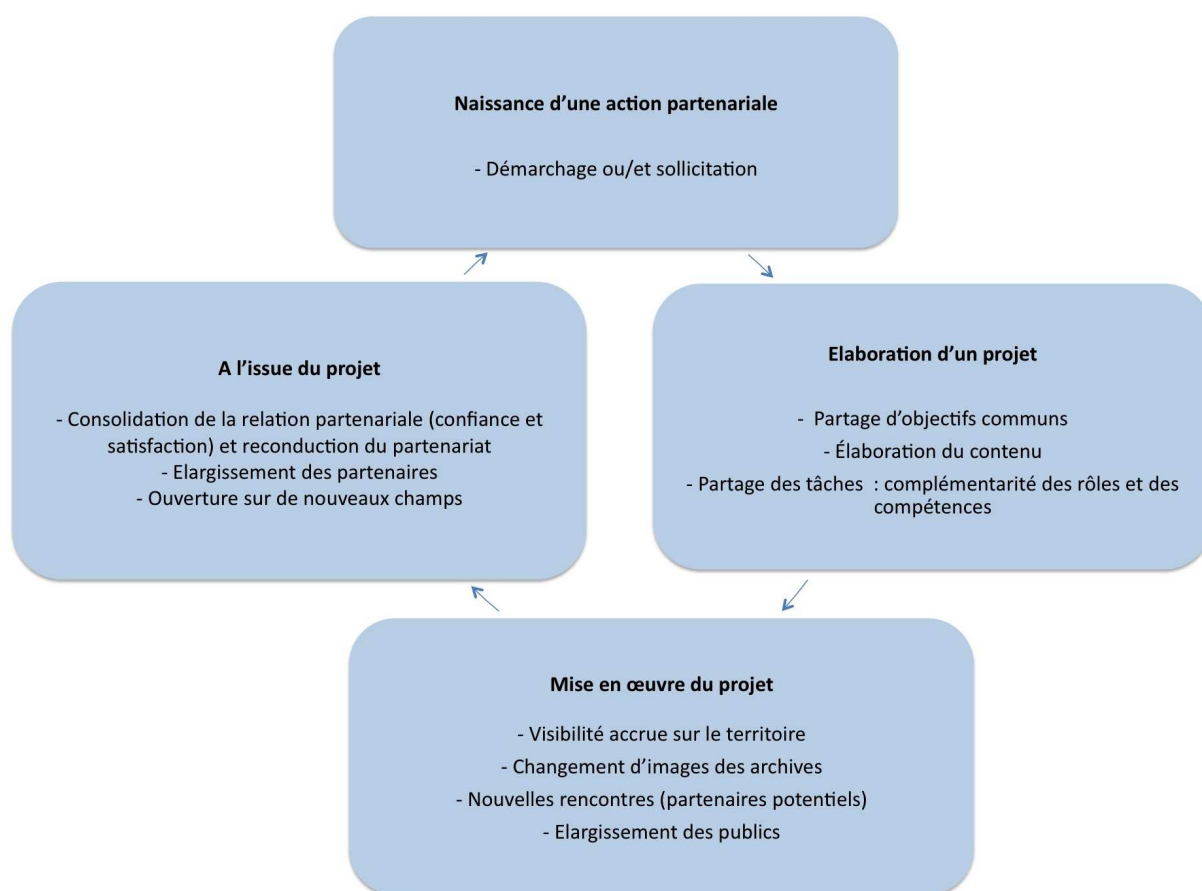 Naissance d’une action partenariale
- Démarchage ou/et sollicitation
Elaboration d’un projet
- Partage d’objectifs communs
- Élaboration du contenu
- Partage des tâches : complémentarité des rôles et des
compétences
Mise en œuvre du projet
- Visibilité accrue sur le territoire
- Changement d’images des archives
- Nouvelles rencontres (partenaires potentiels)
- Elargissement des publics
A l’issue du projet
- Consolidation de la relation partenariale (confiance et
satisfaction) et reconduction du partenariat
- Elargissement des partenaires
- Ouverture sur de nouveaux champs